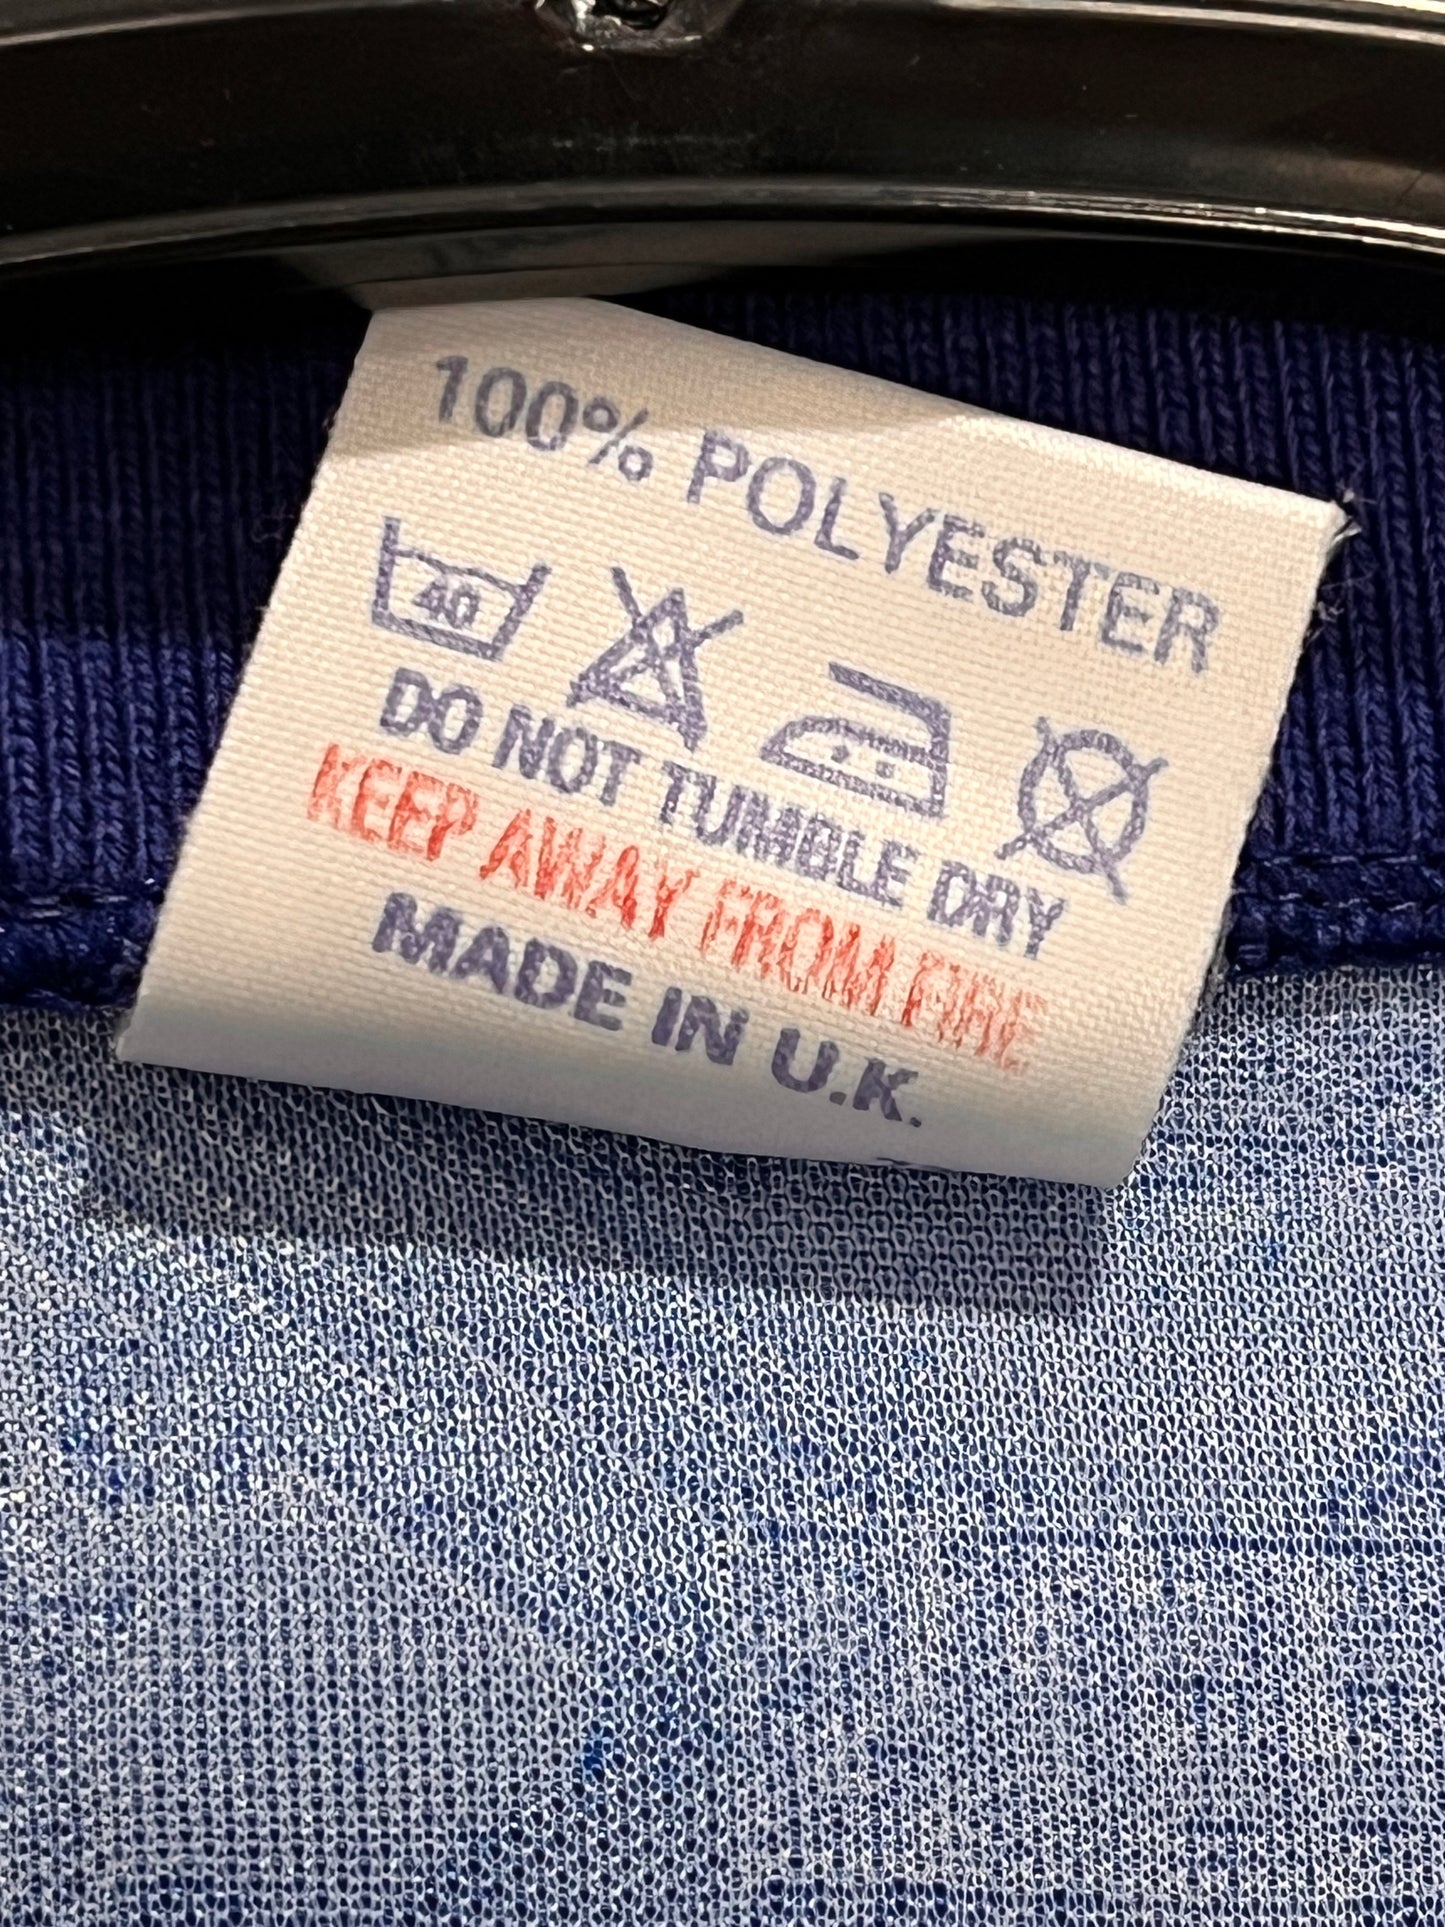 100% POLYESTER
40
DO NOT TUMBLE DRY
KEEP AWAY FROM FIRE
MADE IN U.K.